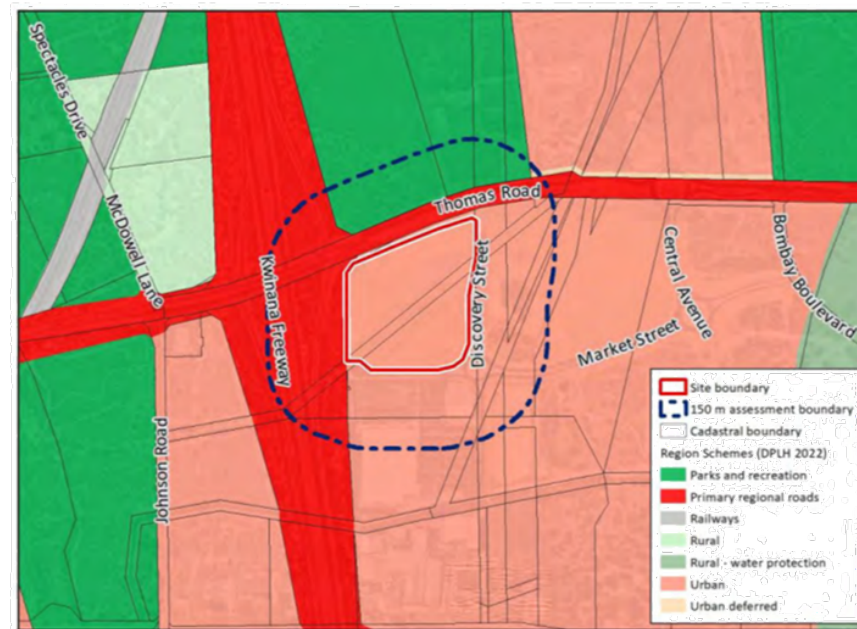 Spectacles Drive
McDowell Lane
Thomas Road
Kwinana Freeway
Discovery Street
Central Avenue
Bombay Boulevard
Market Street
Johnson Road
Site boundary
150 m assessment boundary
Cadastral boundary
Region Schemes (DPLH 2022)
Parks and recreation
Primary regional roads
Railways
Rural
Rural - water protection
Urban
Urban deferred